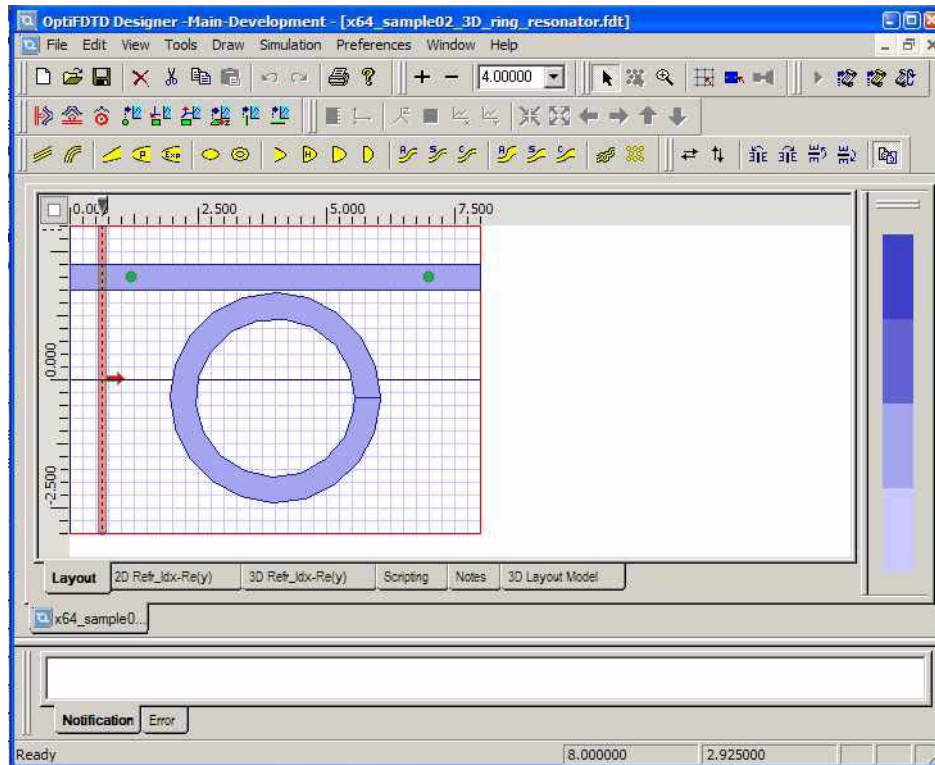 OptiFDTD Designer -Main-Development - [x64_sample02_3D_ring_resonator.fdt]
File Edit View Tools Draw Simulation Preferences Window Help
4.00000
0.00 2.500 5.000 7.500
0.000
-2.500
Layout 2D Refr_Idx-Re(y) 3D Refr_Idx-Re(y) Scripting Notes 3D Layout Model
x64_sample0...
Notification Error
Ready 8.000000 2.925000